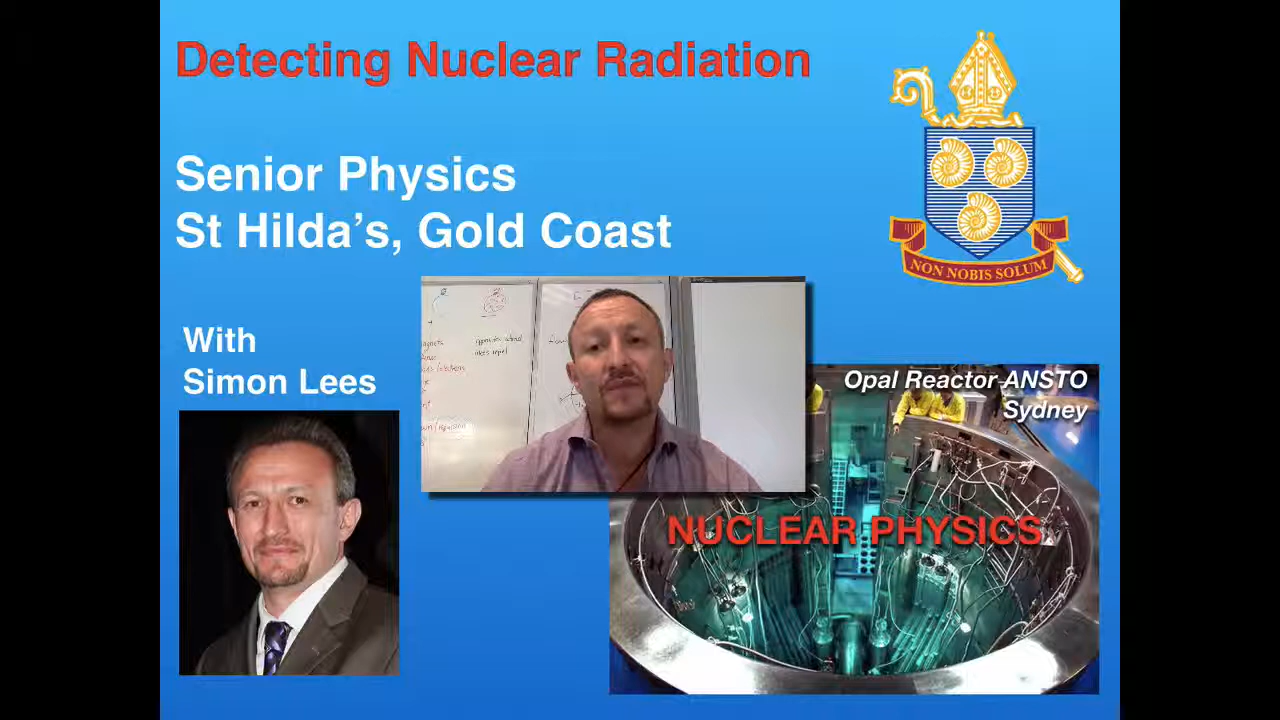 Detecting Nuclear Radiation
Senior Physics
St Hilda's, Gold Coast
NON NOBIS SOLUM
With
Simon Lees
Opal Reactor ANSTO
Sydney
NUCLEAR PHYSICS